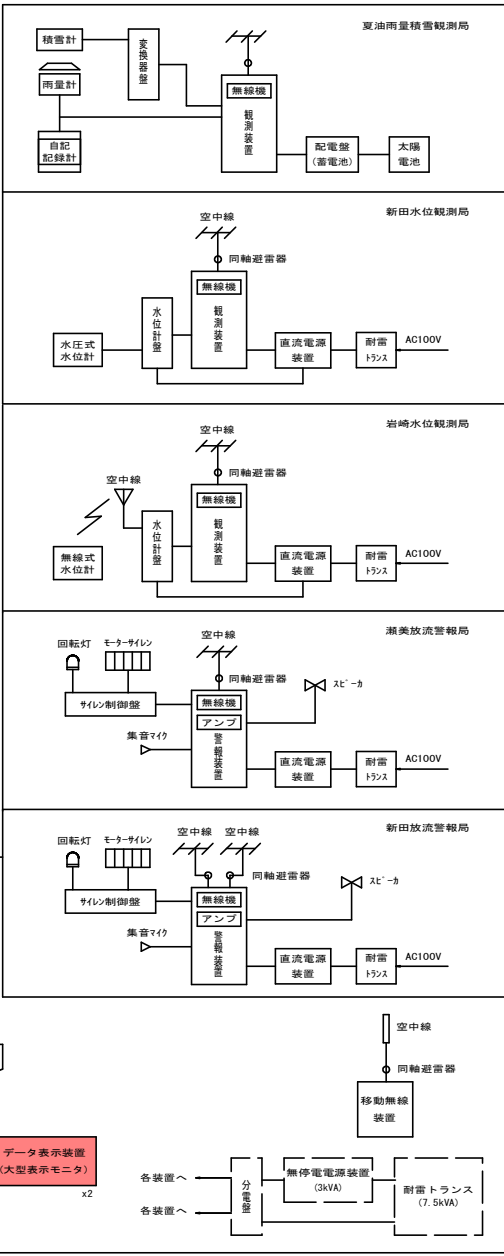 夏油雨量積雪観測局
積雪計
変換器盤
雨量計
自記
記録計
無線機
観測装置
配電盤
(蓄電池)
太陽
電池
新田水位観測局
空中線
同軸避雷器
無線機
観測装置
水位計盤
水圧式
水位計
直流電源
装置
耐雷
トランス
AC100V
岩崎水位観測局
空中線
同軸避雷器
空中線
無線機
観測装置
水位計盤
無線式
水位計
直流電源
装置
耐雷
トランス
AC100V
瀬美放流警報局
回転灯
モーターサイレン
空中線
同軸避雷器
スピーカ
サイレン制御盤
無線機
アンプ
警報装置
集音マイク
直流電源
装置
耐雷
トランス
AC100V
新田放流警報局
回転灯
モーターサイレン
空中線
空中線
同軸避雷器
スピーカ
サイレン制御盤
無線機
アンプ
警報装置
集音マイク
直流電源
装置
耐雷
トランス
AC100V
空中線
同軸避雷器
移動無線
装置
データ表示装置
(大型表示モニタ)
x2
各装置へ
各装置へ
分電盤
無停電電源装置
(3kVA)
耐雷トランス
(7.5kVA)